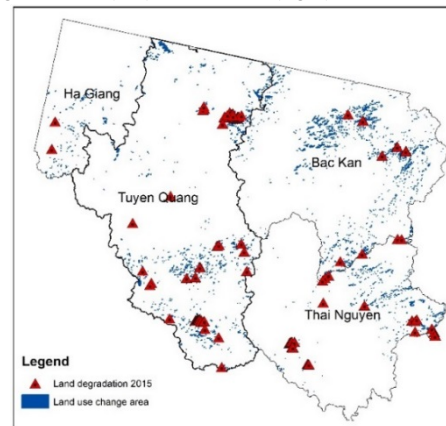 Ha Giang
Bac Kan
Tuyen Quang
Thai Nguyen
Legend
Land degradation 2015
Land use change area